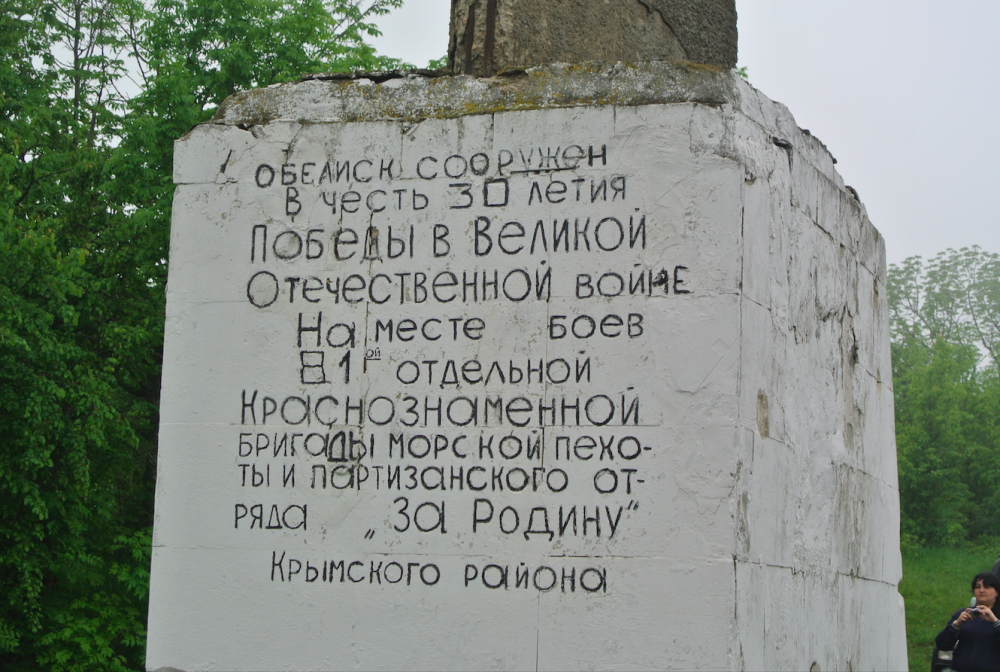 Обелиск сооружен
в честь 30 летия
Победы в Великой
Отечественной войне
На месте боев
81ой отдельной
Краснознаменной
бригады морской пехо-
ты и партизанского от-
ряда „За Родину“
Крымского района